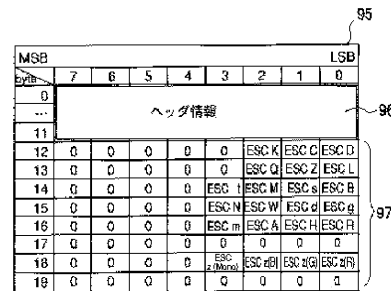 95
MSB LSB
byte 7 6 5 4 3 2 1 0
0
...
11
ヘッダ情報
96
12 0 0 0 0 0 ESC K ESC C ESC D
13 0 0 0 0 0 ESC Q ESC Z ESC L
14 0 0 0 0 ESC t ESC M ESC s ESC B
15 0 0 0 0 ESC N ESC W ESC d ESC g
16 0 0 0 0 ESC m ESC A ESC H ESC R
17 0 0 0 0 0 0 0 0
18 0 0 0 0 ESC z(Mono) ESC z(B) ESC z(G) ESC z(R)
19 0 0 0 0 0 0 0 0
97